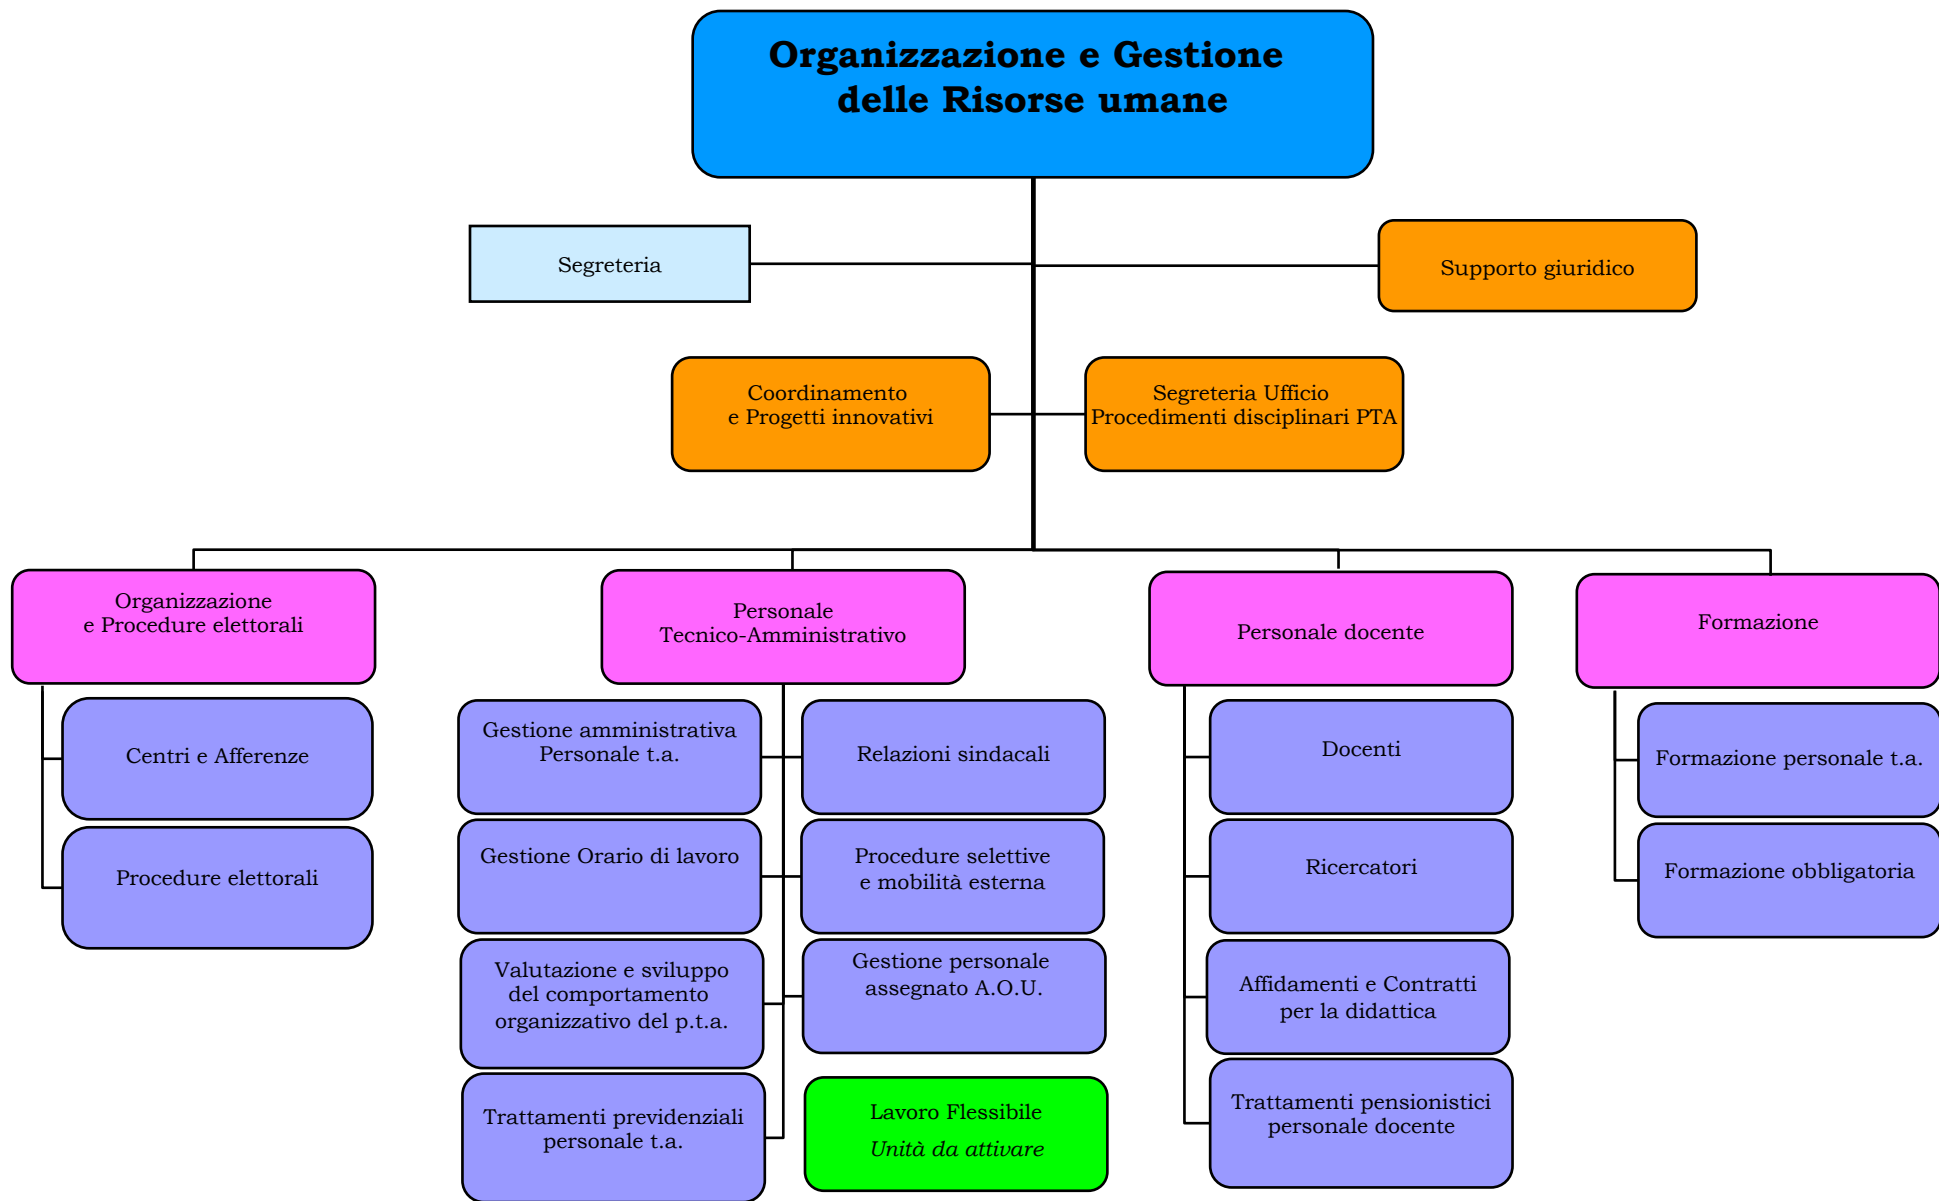 Organizzazione e Gestione
delle Risorse umane
Segreteria
Supporto giuridico
Coordinamento
e Progetti innovativi
Segreteria Ufficio
Procedimenti disciplinari PTA
Organizzazione
e Procedure elettorali
Personale
Tecnico-Amministrativo
Personale docente
Formazione
Centri e Afferenze
Procedure elettorali
Gestione amministrativa
Personale t.a.
Relazioni sindacali
Gestione Orario di lavoro
Procedure selettive
e mobilità esterna
Valutazione e sviluppo
del comportamento
organizzativo del p.t.a.
Gestione personale
assegnato A.O.U.
Trattamenti previdenziali
personale t.a.
Lavoro Flessibile
Unità da attivare
Docenti
Ricercatori
Affidamenti e Contratti
per la didattica
Trattamenti pensionistici
personale docente
Formazione personale t.a.
Formazione obbligatoria